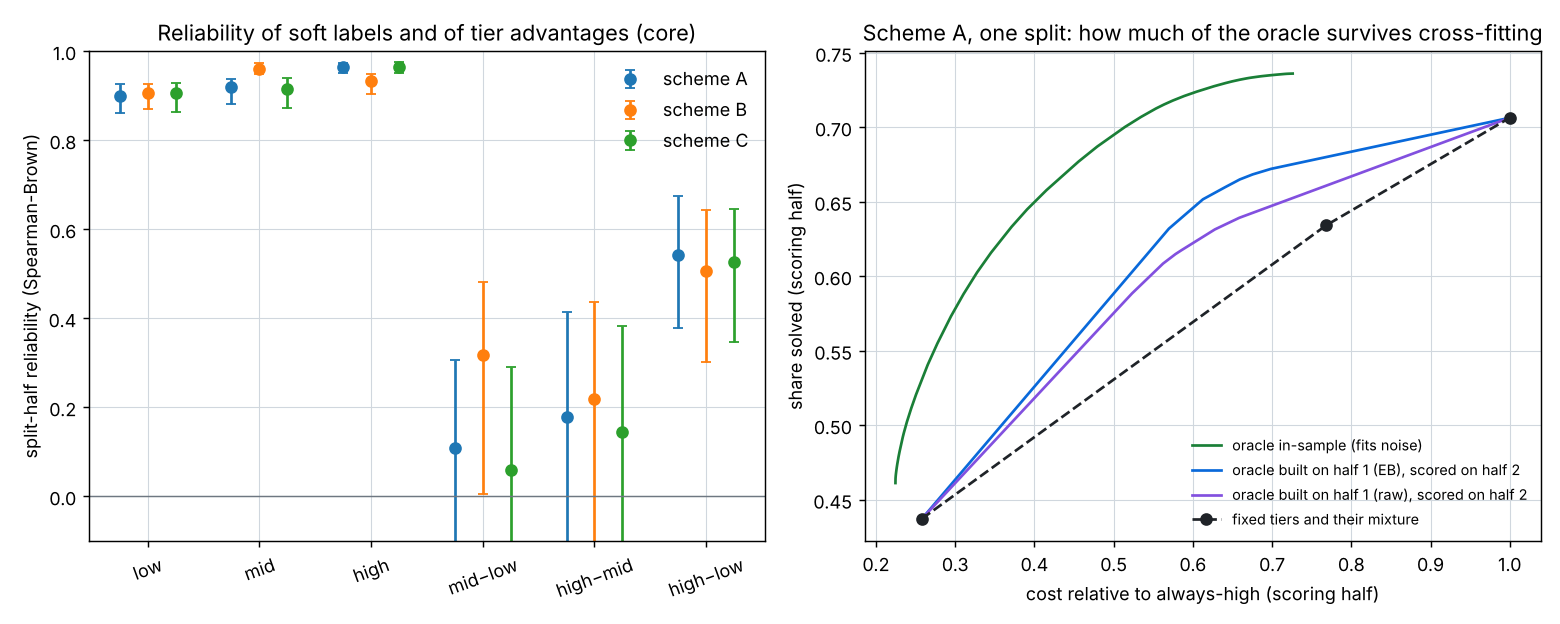 Reliability of soft labels and of tier advantages (core)
split-half reliability (Spearman-Brown)
1.0
0.8
0.6
0.4
0.2
0.0
scheme A
scheme B
scheme C
low
mid
high
mid−low
high−mid
high−low
Scheme A, one split: how much of the oracle survives cross-fitting
share solved (scoring half)
0.75
0.70
0.65
0.60
0.55
0.50
0.45
oracle in-sample (fits noise)
oracle built on half 1 (EB), scored on half 2
oracle built on half 1 (raw), scored on half 2
fixed tiers and their mixture
0.2 0.3 0.4 0.5 0.6 0.7 0.8 0.9 1.0
cost relative to always-high (scoring half)